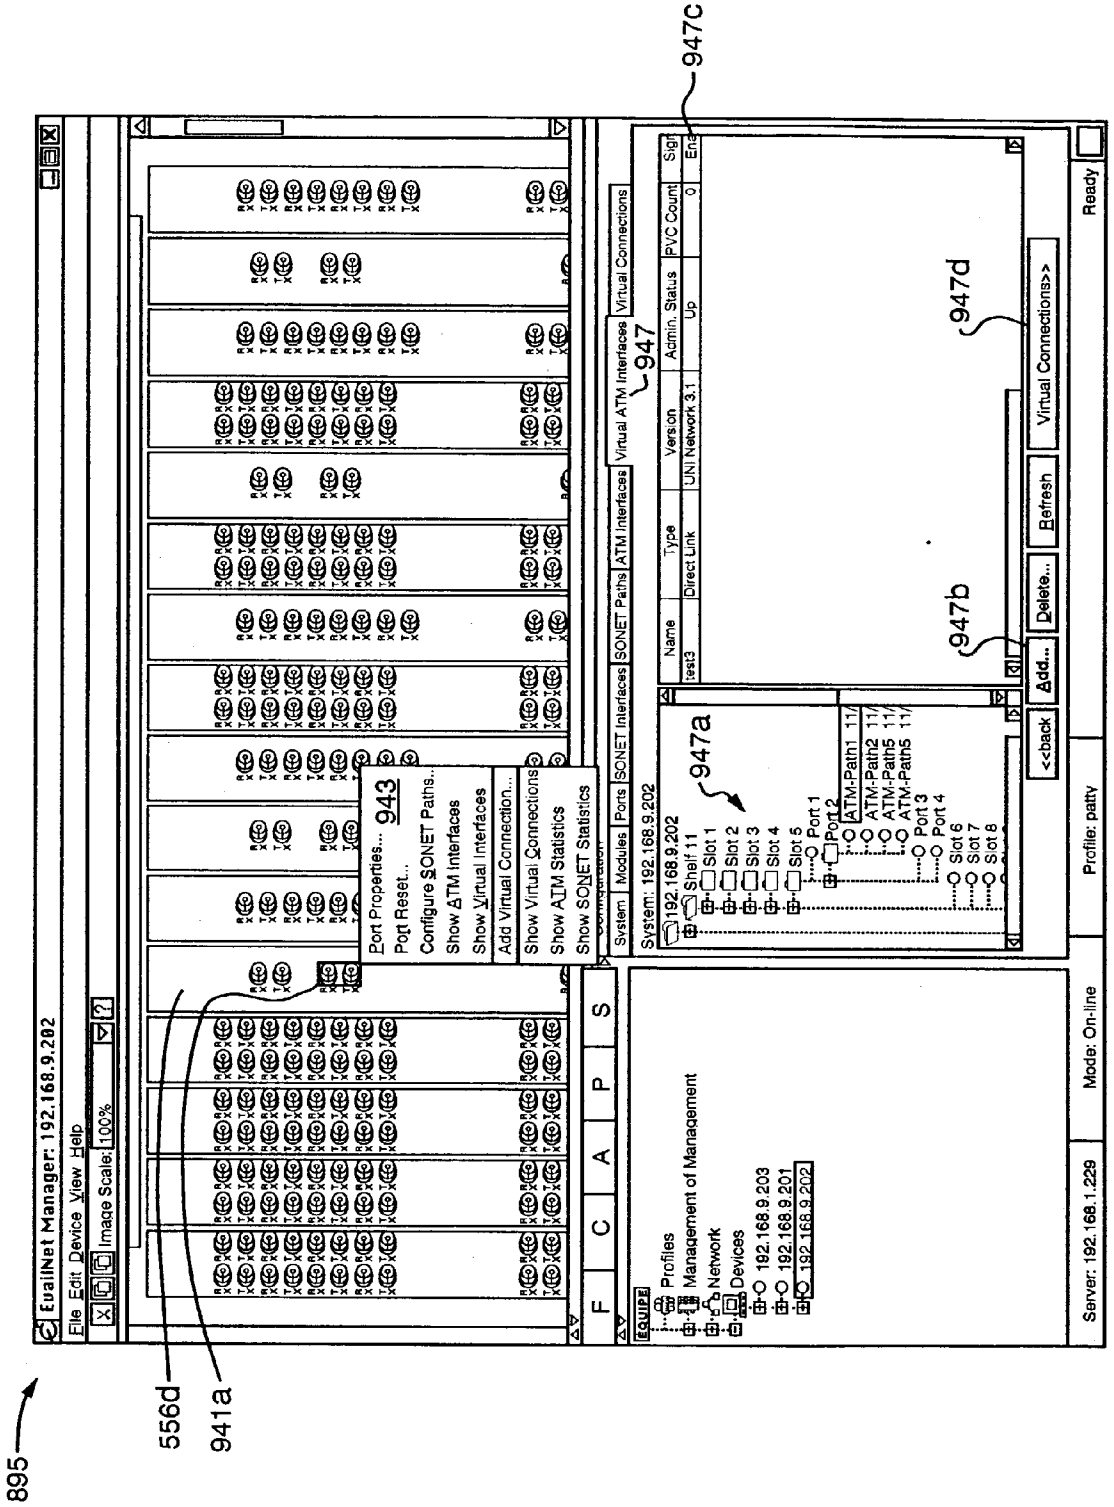 895
EvailNet Manager: 192.168.9.202
File Edit Device View Help
Image Scale: 100% ?
556d
941a
Port Properties... 943
Port Reset...
Configure SONET Paths...
Show ATM Interfaces
Show Virtual Interfaces
Add Virtual Connection...
Show Virtual Connections
Show ATM Statistics
Show SONET Statistics
F C A P S
EQUIPE
Profiles
Management of Management
Network
Devices
192.168.9.203
192.168.9.201
192.168.9.202
Configuration
System Modules Ports SONET Interfaces SONET Paths ATM Interfaces Virtual ATM Interfaces Virtual Connections
947
System: 192.168.9.202
192.168.9.202
Shelf 11
Slot 1
Slot 2
Slot 3
Slot 4
Slot 5
Port 1
Port 2
ATM-Path1 11/
ATM-Path2 11/
ATM-Path5 11/
ATM-Path5 11/
Port 3
Port 4
Slot 6
Slot 7
Slot 8
947a
Name Type Version Admin. Status PVC Count Sign
test3 Direct Link UNI Network 3.1 Up 0 Ena
947c
947b
947d
<<back Add... Delete... Refresh Virtual Connections>>
Server: 192.168.1.229 Mode: On-line Profile: patty Ready